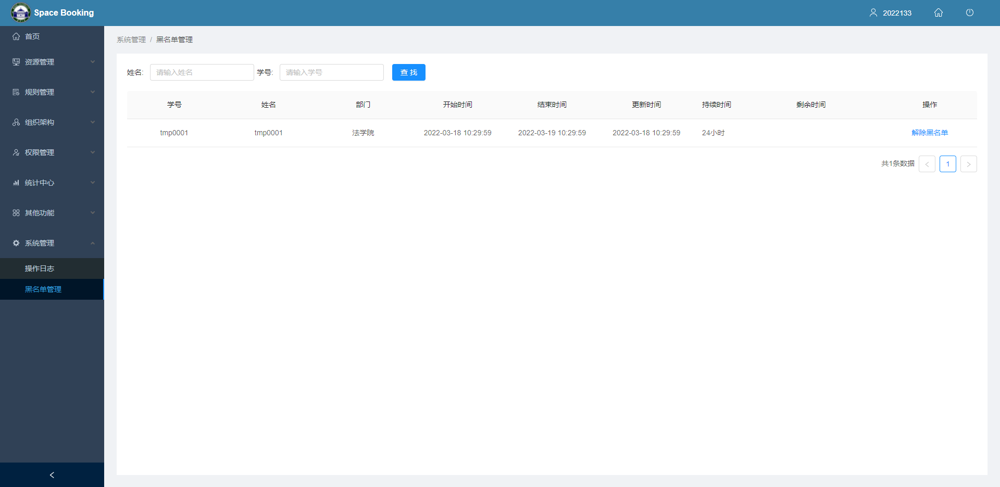 Space Booking
2022133
首页
资源管理
规则管理
组织架构
权限管理
统计中心
其他功能
系统管理
操作日志
黑名单管理
系统管理 / 黑名单管理
姓名: 请输入姓名 学号: 请输入学号 查 找
学号 姓名 部门 开始时间 结束时间 更新时间 持续时间 剩余时间 操作
tmp0001 tmp0001 法学院 2022-03-18 10:29:59 2022-03-19 10:29:59 2022-03-18 10:29:59 24小时 解除黑名单
共1条数据 < 1 >